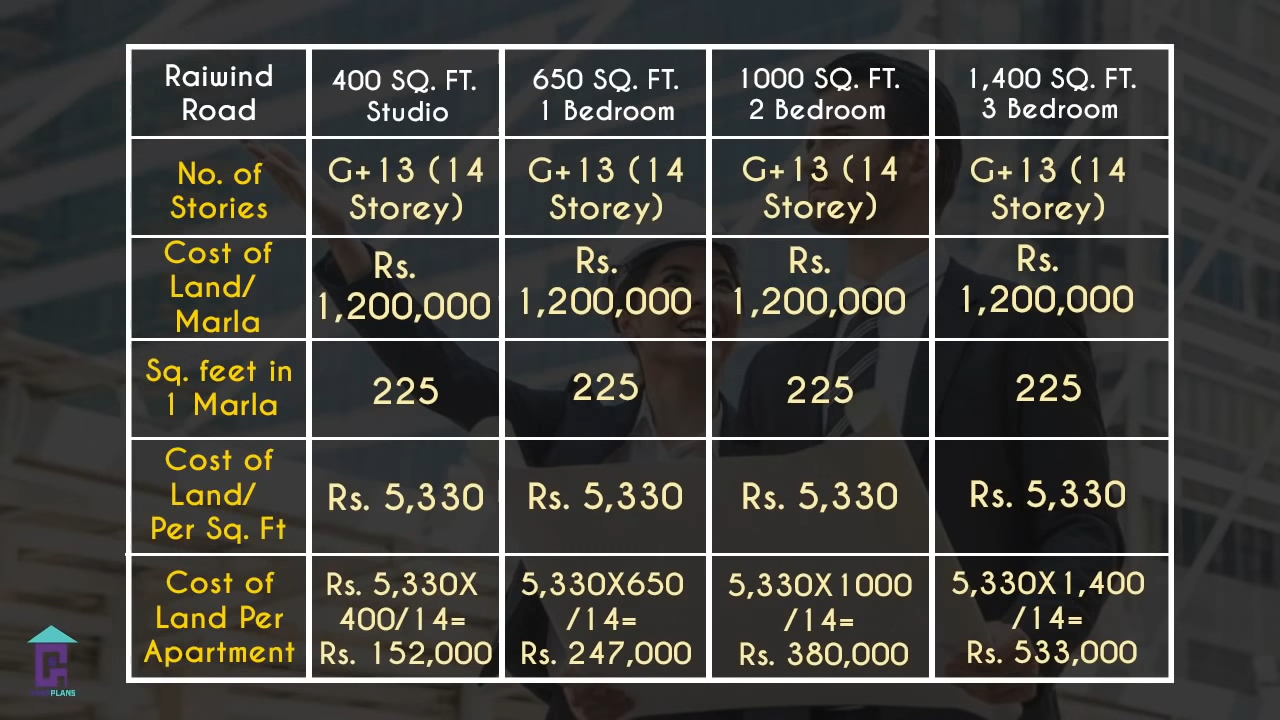 Raiwind
Road
400 SQ. FT.
Studio
650 SQ. FT.
1 Bedroom
1000 SQ. FT.
2 Bedroom
1,400 SQ. FT.
3 Bedroom
No. of
Stories
G+13 (14
Storey)
G+13 (14
Storey)
G+13 (14
Storey)
G+13 (14
Storey)
Cost of
Land/
Marla
Rs.
1,200,000
Rs.
1,200,000
Rs.
1,200,000
Rs.
1,200,000
Sq. feet in
1 Marla
225
225
225
225
Cost of
Land/
Per Sq. Ft
Rs. 5,330
Rs. 5,330
Rs. 5,330
Rs. 5,330
Cost of
Land Per
Apartment
Rs. 5,330X
400/14=
Rs. 152,000
5,330X650
/14=
Rs. 247,000
5,330X1000
/14=
Rs. 380,000
5,330X1,400
/14=
Rs. 533,000
PLANS